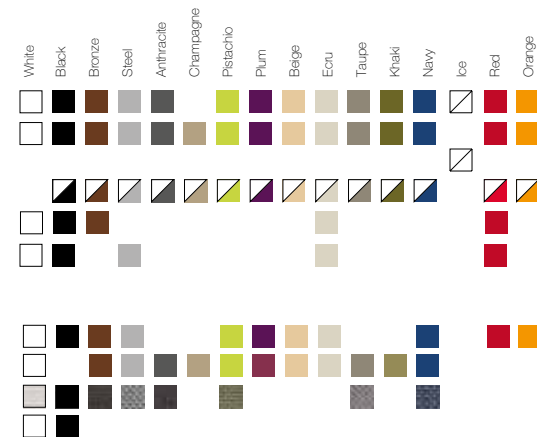 White
Black
Bronze
Steel
Anthracite
Champagne
Pistachio
Plum
Beige
Ecru
Taupe
Khaki
Navy
Ice
Red
Orange